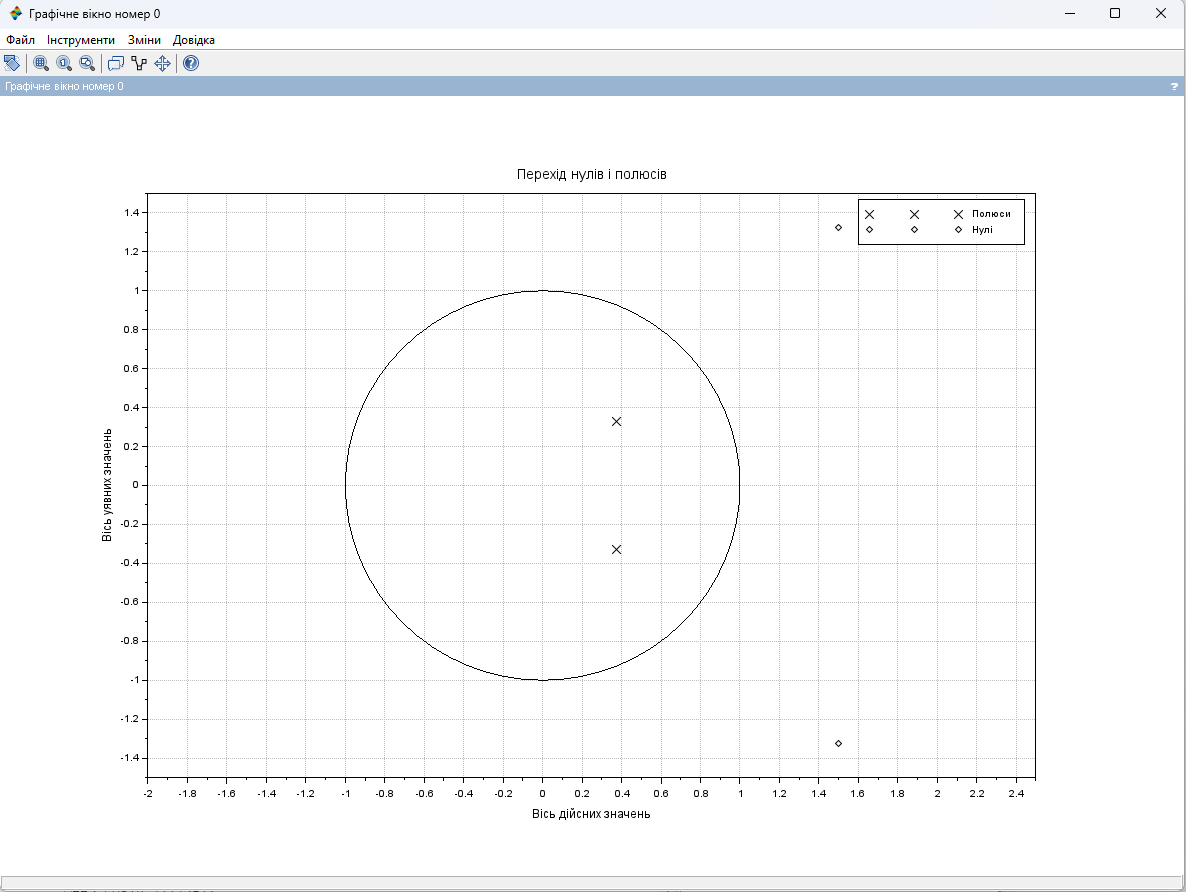 Графічне вікно номер 0
Файл Інструменти Зміни Довідка
Графічне вікно номер 0 ?
Перехід нулів і полюсів
Полюси
Нулі
1.4
1.2
1
0.8
0.6
0.4
0.2
0
-0.2
-0.4
-0.6
-0.8
-1
-1.2
-1.4
Вісь уявних значень
-2 -1.8 -1.6 -1.4 -1.2 -1 -0.8 -0.6 -0.4 -0.2 0 0.2 0.4 0.6 0.8 1 1.2 1.4 1.6 1.8 2 2.2 2.4
Вісь дійсних значень